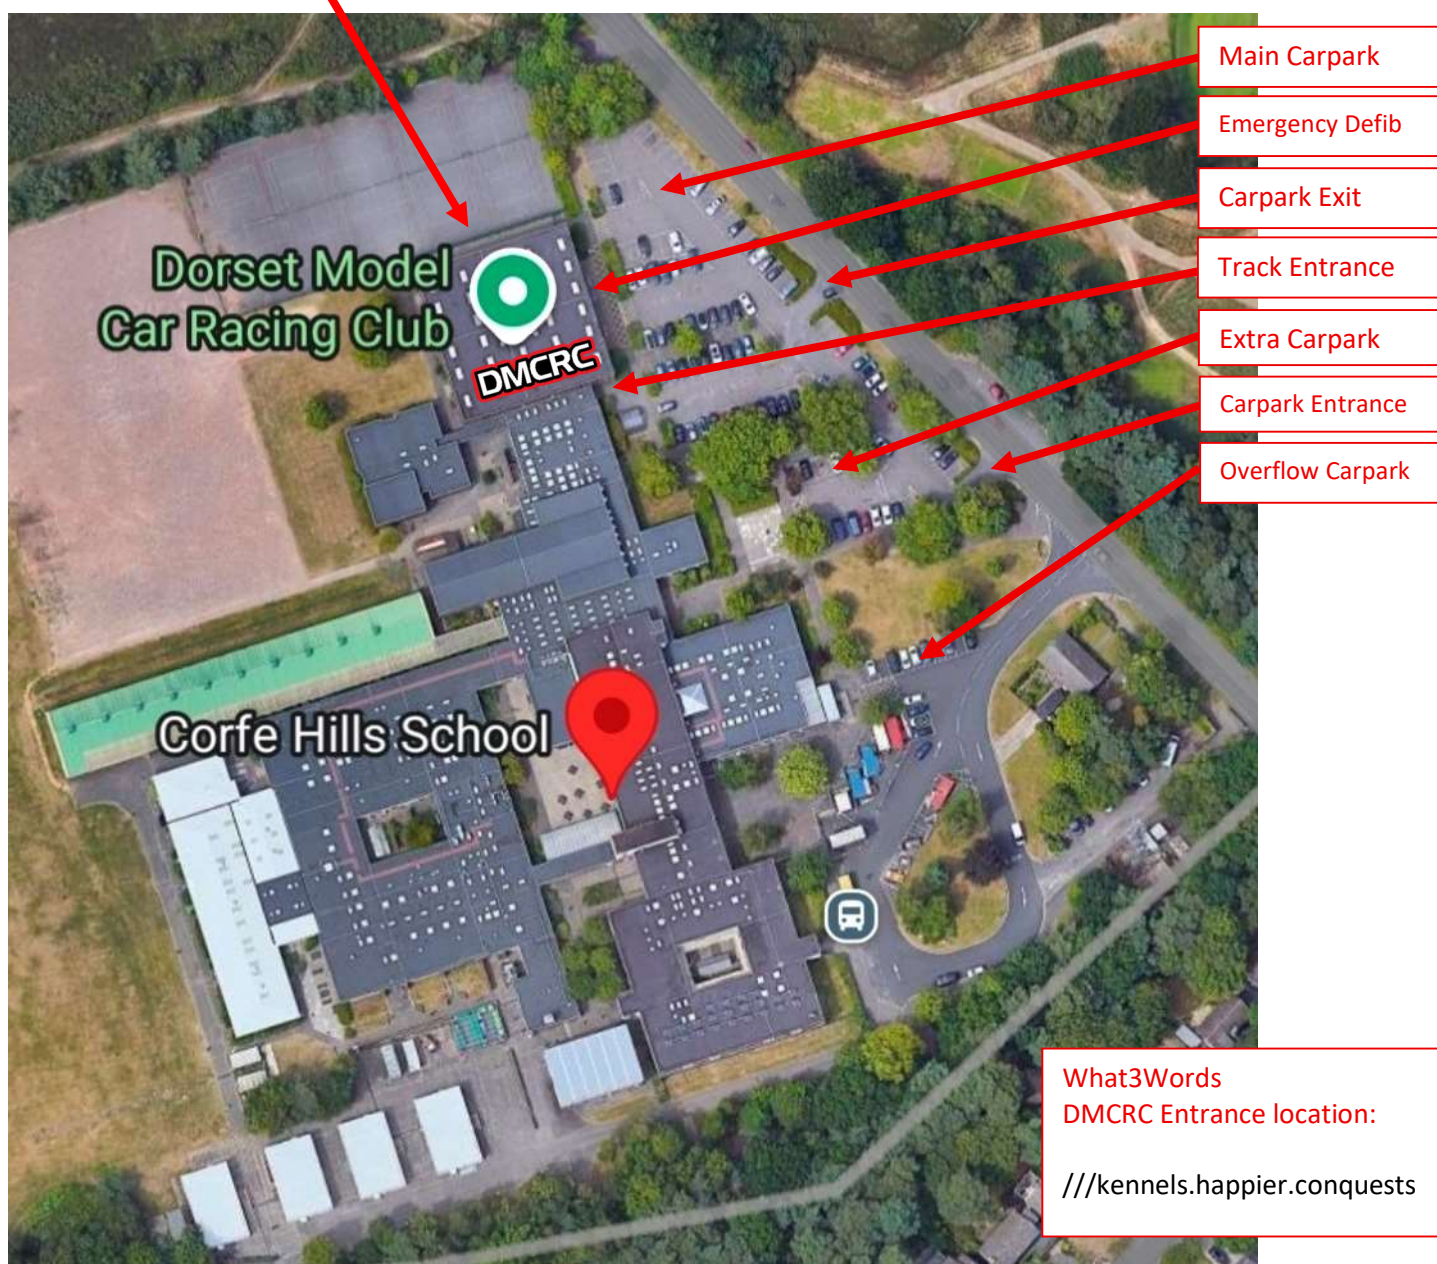 Main Carpark
Emergency Defib
Carpark Exit
Track Entrance
Extra Carpark
Carpark Entrance
Overflow Carpark
Dorset Model
Car Racing Club
DMCRC
Corfe Hills School
What3Words
DMCRC Entrance location:
///kennels.happier.conquests